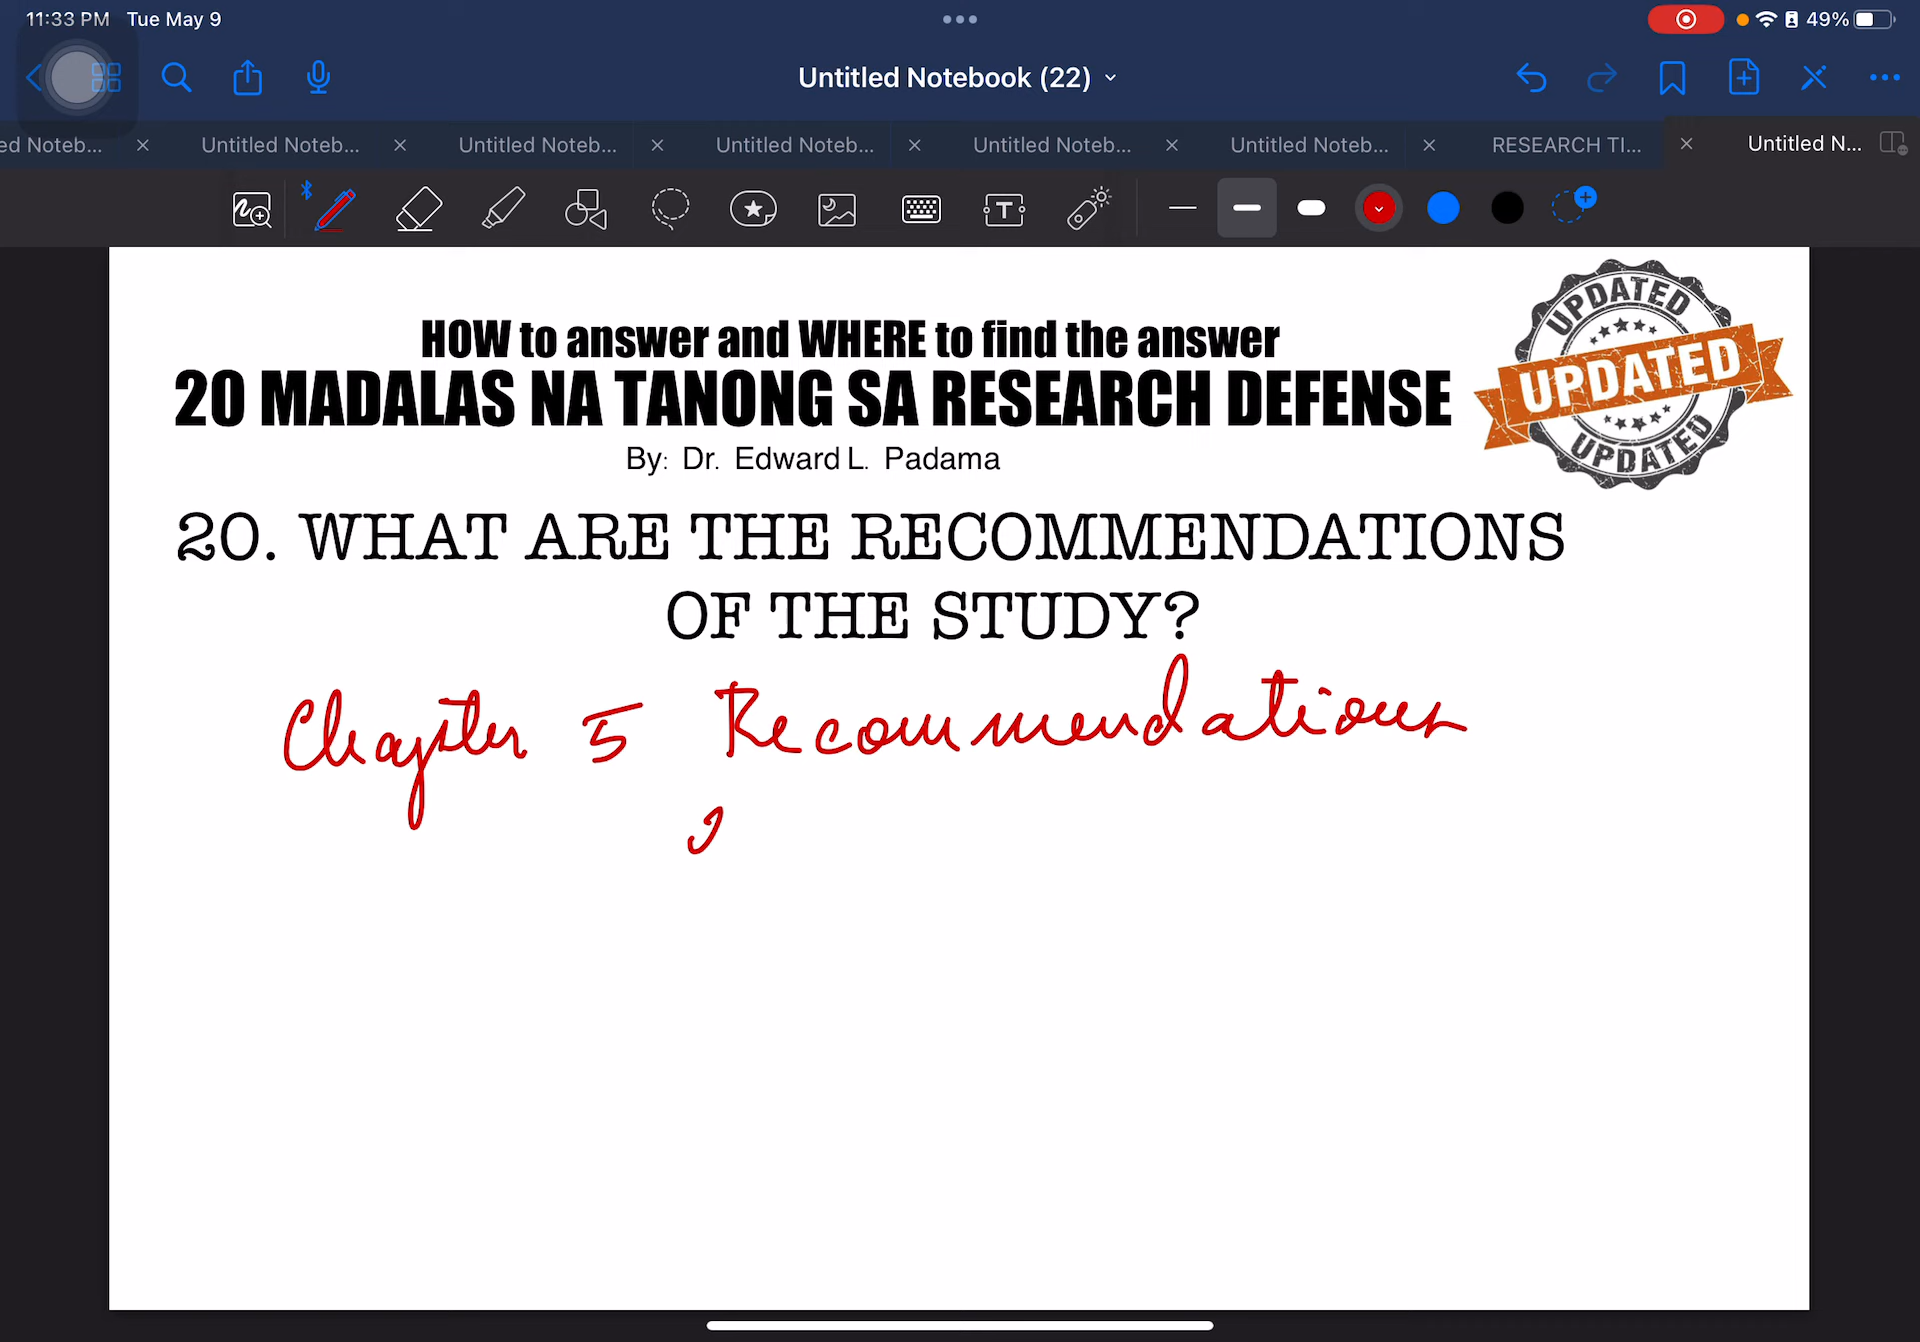 11:33 PM Tue May 9
49%
Untitled Notebook (22)
ed Noteb... Untitled Noteb... Untitled Noteb... Untitled Noteb... Untitled Noteb... Untitled Noteb... RESEARCH TI... Untitled N...
HOW to answer and WHERE to find the answer
20 MADALAS NA TANONG SA RESEARCH DEFENSE
By: Dr. Edward L. Padama
UPDATED
UPDATED
UPDATED
20. WHAT ARE THE RECOMMENDATIONS
OF THE STUDY?
Chapter 5 Recommendations